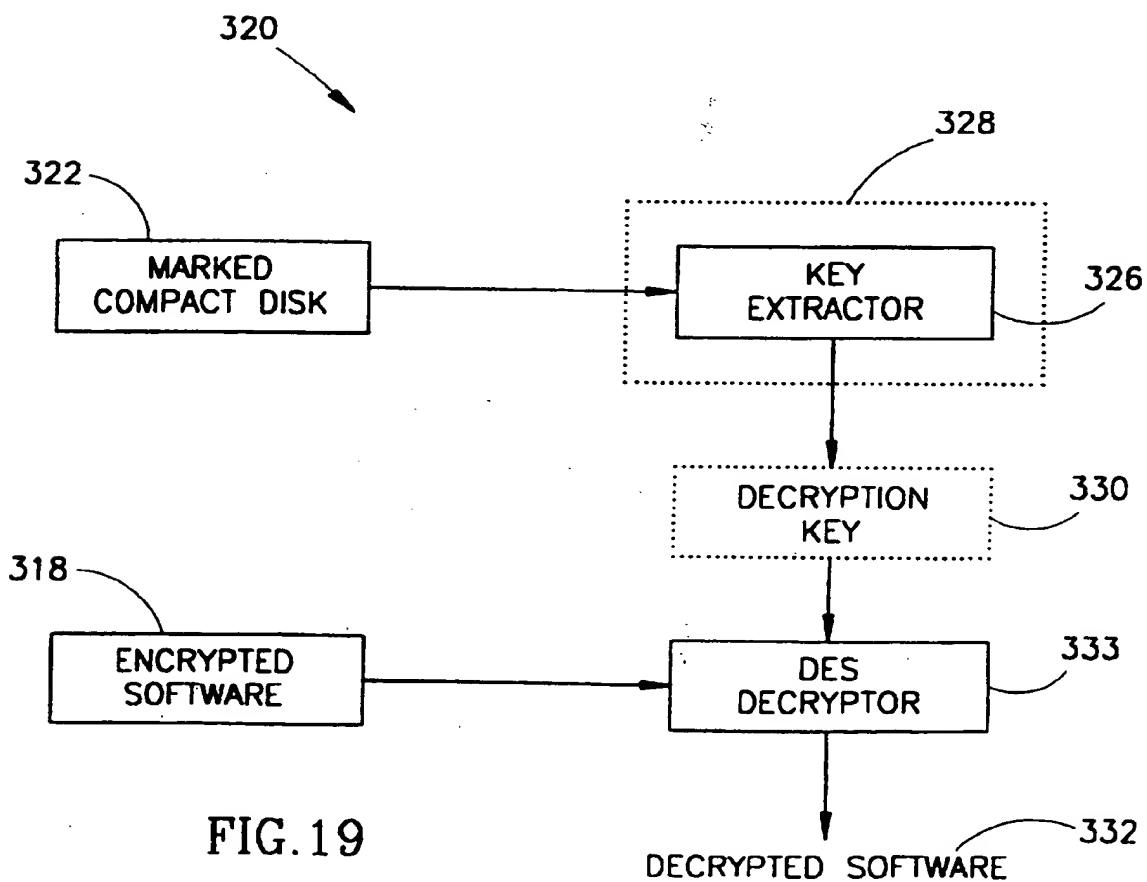 320
328
322
MARKED
COMPACT DISK
KEY
EXTRACTOR
326
DECRYPTION
KEY
330
318
ENCRYPTED
SOFTWARE
DES
DECRYPTOR
333
FIG.19
DECRYPTED SOFTWARE
332